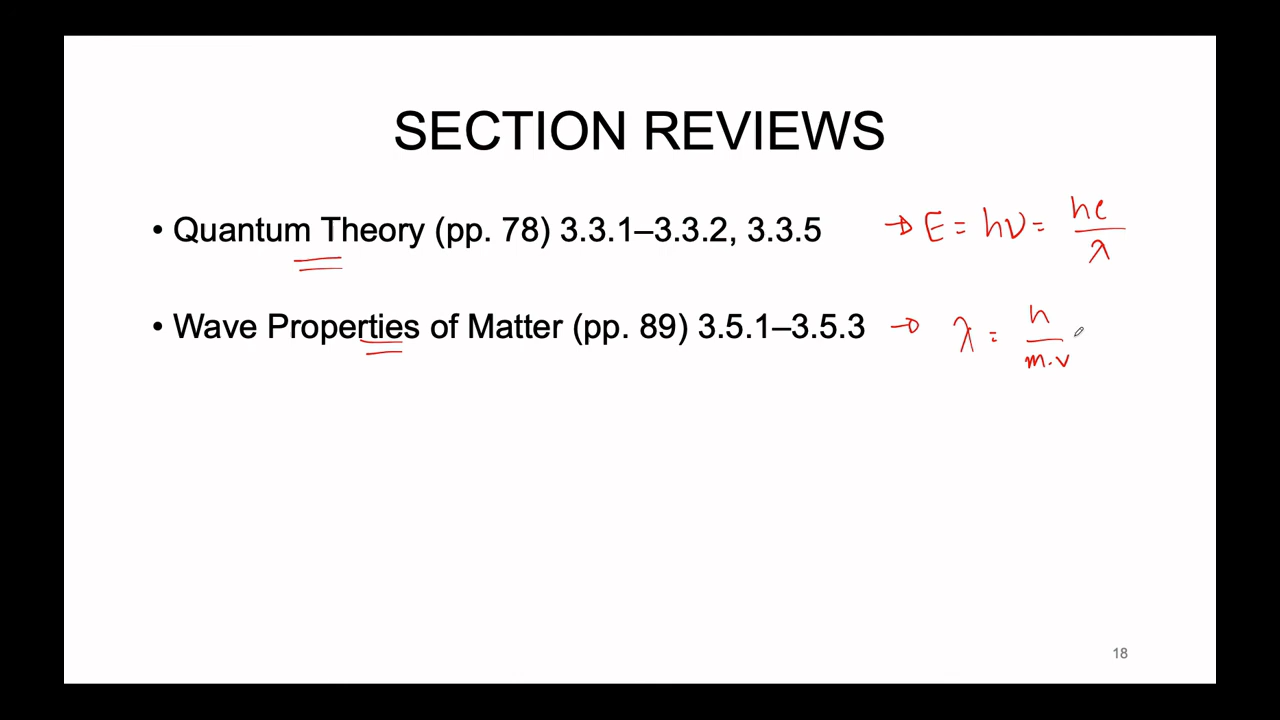 SECTION REVIEWS
• Quantum Theory (pp. 78) 3.3.1–3.3.2, 3.3.5 → E = hν = hc/λ
• Wave Properties of Matter (pp. 89) 3.5.1–3.5.3 → λ = h/m·v
18